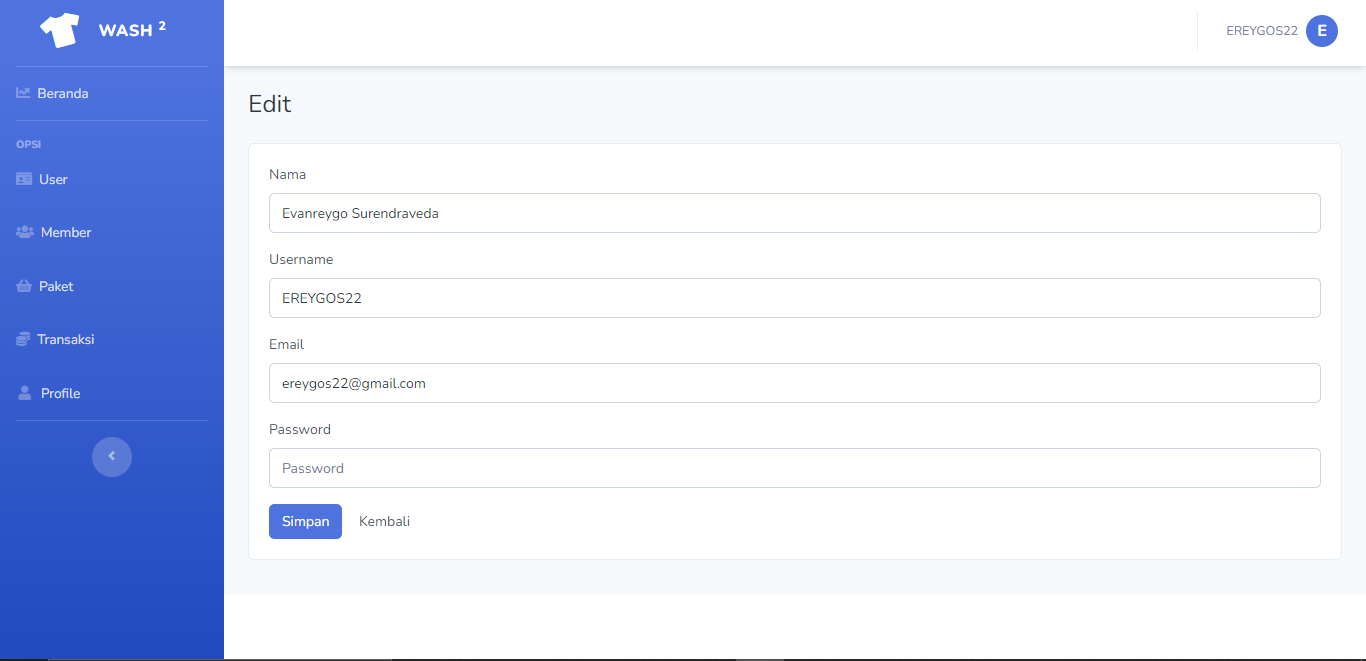 WASH 2
EREYGOS22 E
Beranda
OPSI
User
Member
Paket
Transaksi
Profile
Edit
Nama
Evanreygo Surendraveda
Username
EREYGOS22
Email
ereygos22@gmail.com
Password
Password
Simpan Kembali